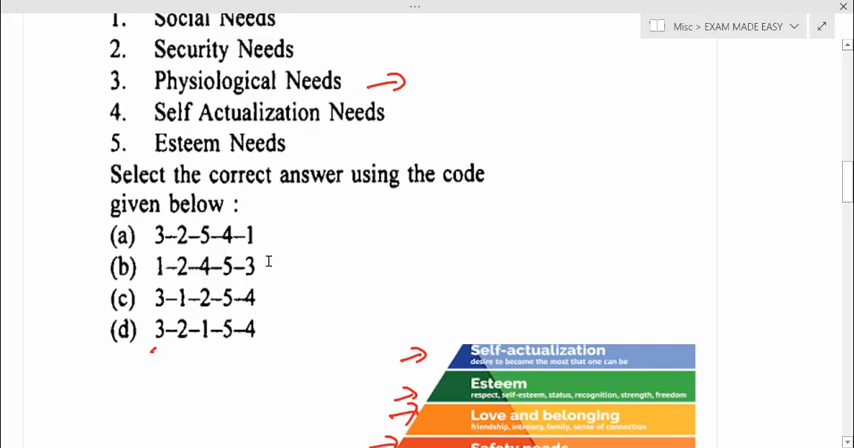 ...
Misc > EXAM MADE EASY
1. Social Needs
2. Security Needs
3. Physiological Needs
4. Self Actualization Needs
5. Esteem Needs
Select the correct answer using the code
given below :
(a) 3–2–5–4–1
(b) 1–2–4–5–3
(c) 3–1–2–5–4
(d) 3–2–1–5–4
Self-actualization
desire to become the most that one can be
Esteem
respect, self-esteem, status, recognition, strength, freedom
Love and belonging
friendship, intimacy, family, sense of connection
Safety needs